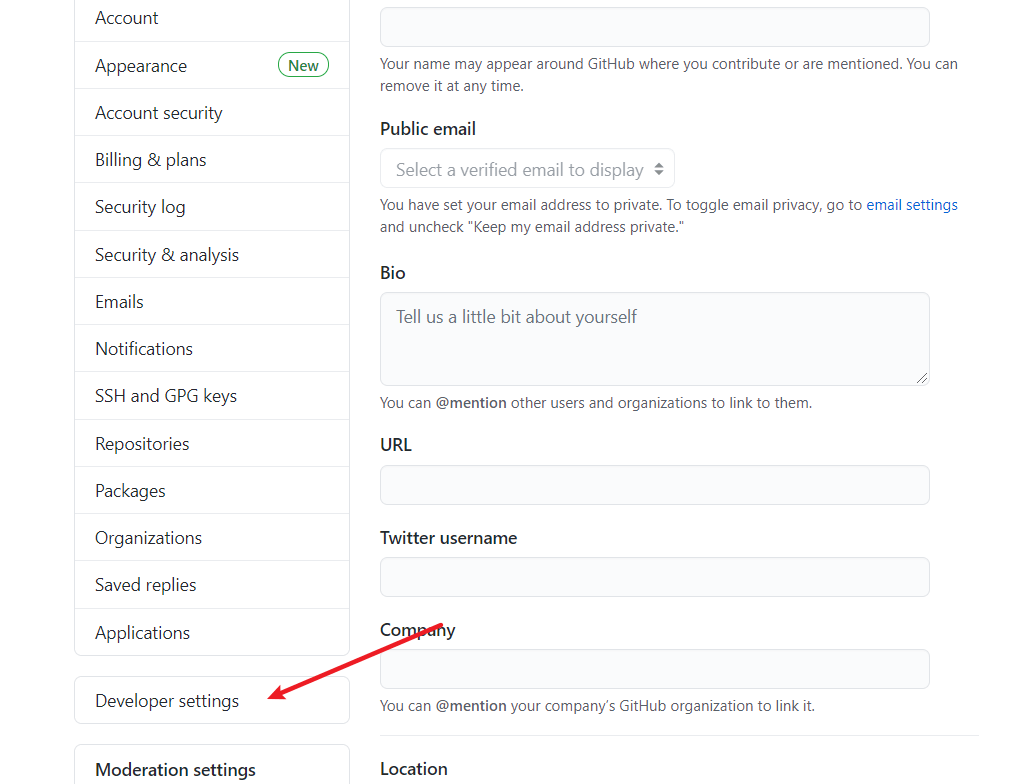 Account
Appearance
New
Account security
Billing & plans
Security log
Security & analysis
Emails
Notifications
SSH and GPG keys
Repositories
Packages
Organizations
Saved replies
Applications
Developer settings
Moderation settings
Your name may appear around GitHub where you contribute or are mentioned. You can
remove it at any time.
Public email
Select a verified email to display
You have set your email address to private. To toggle email privacy, go to email settings
and uncheck "Keep my email address private."
Bio
Tell us a little bit about yourself
You can @mention other users and organizations to link to them.
URL
Twitter username
Company
You can @mention your company's GitHub organization to link it.
Location